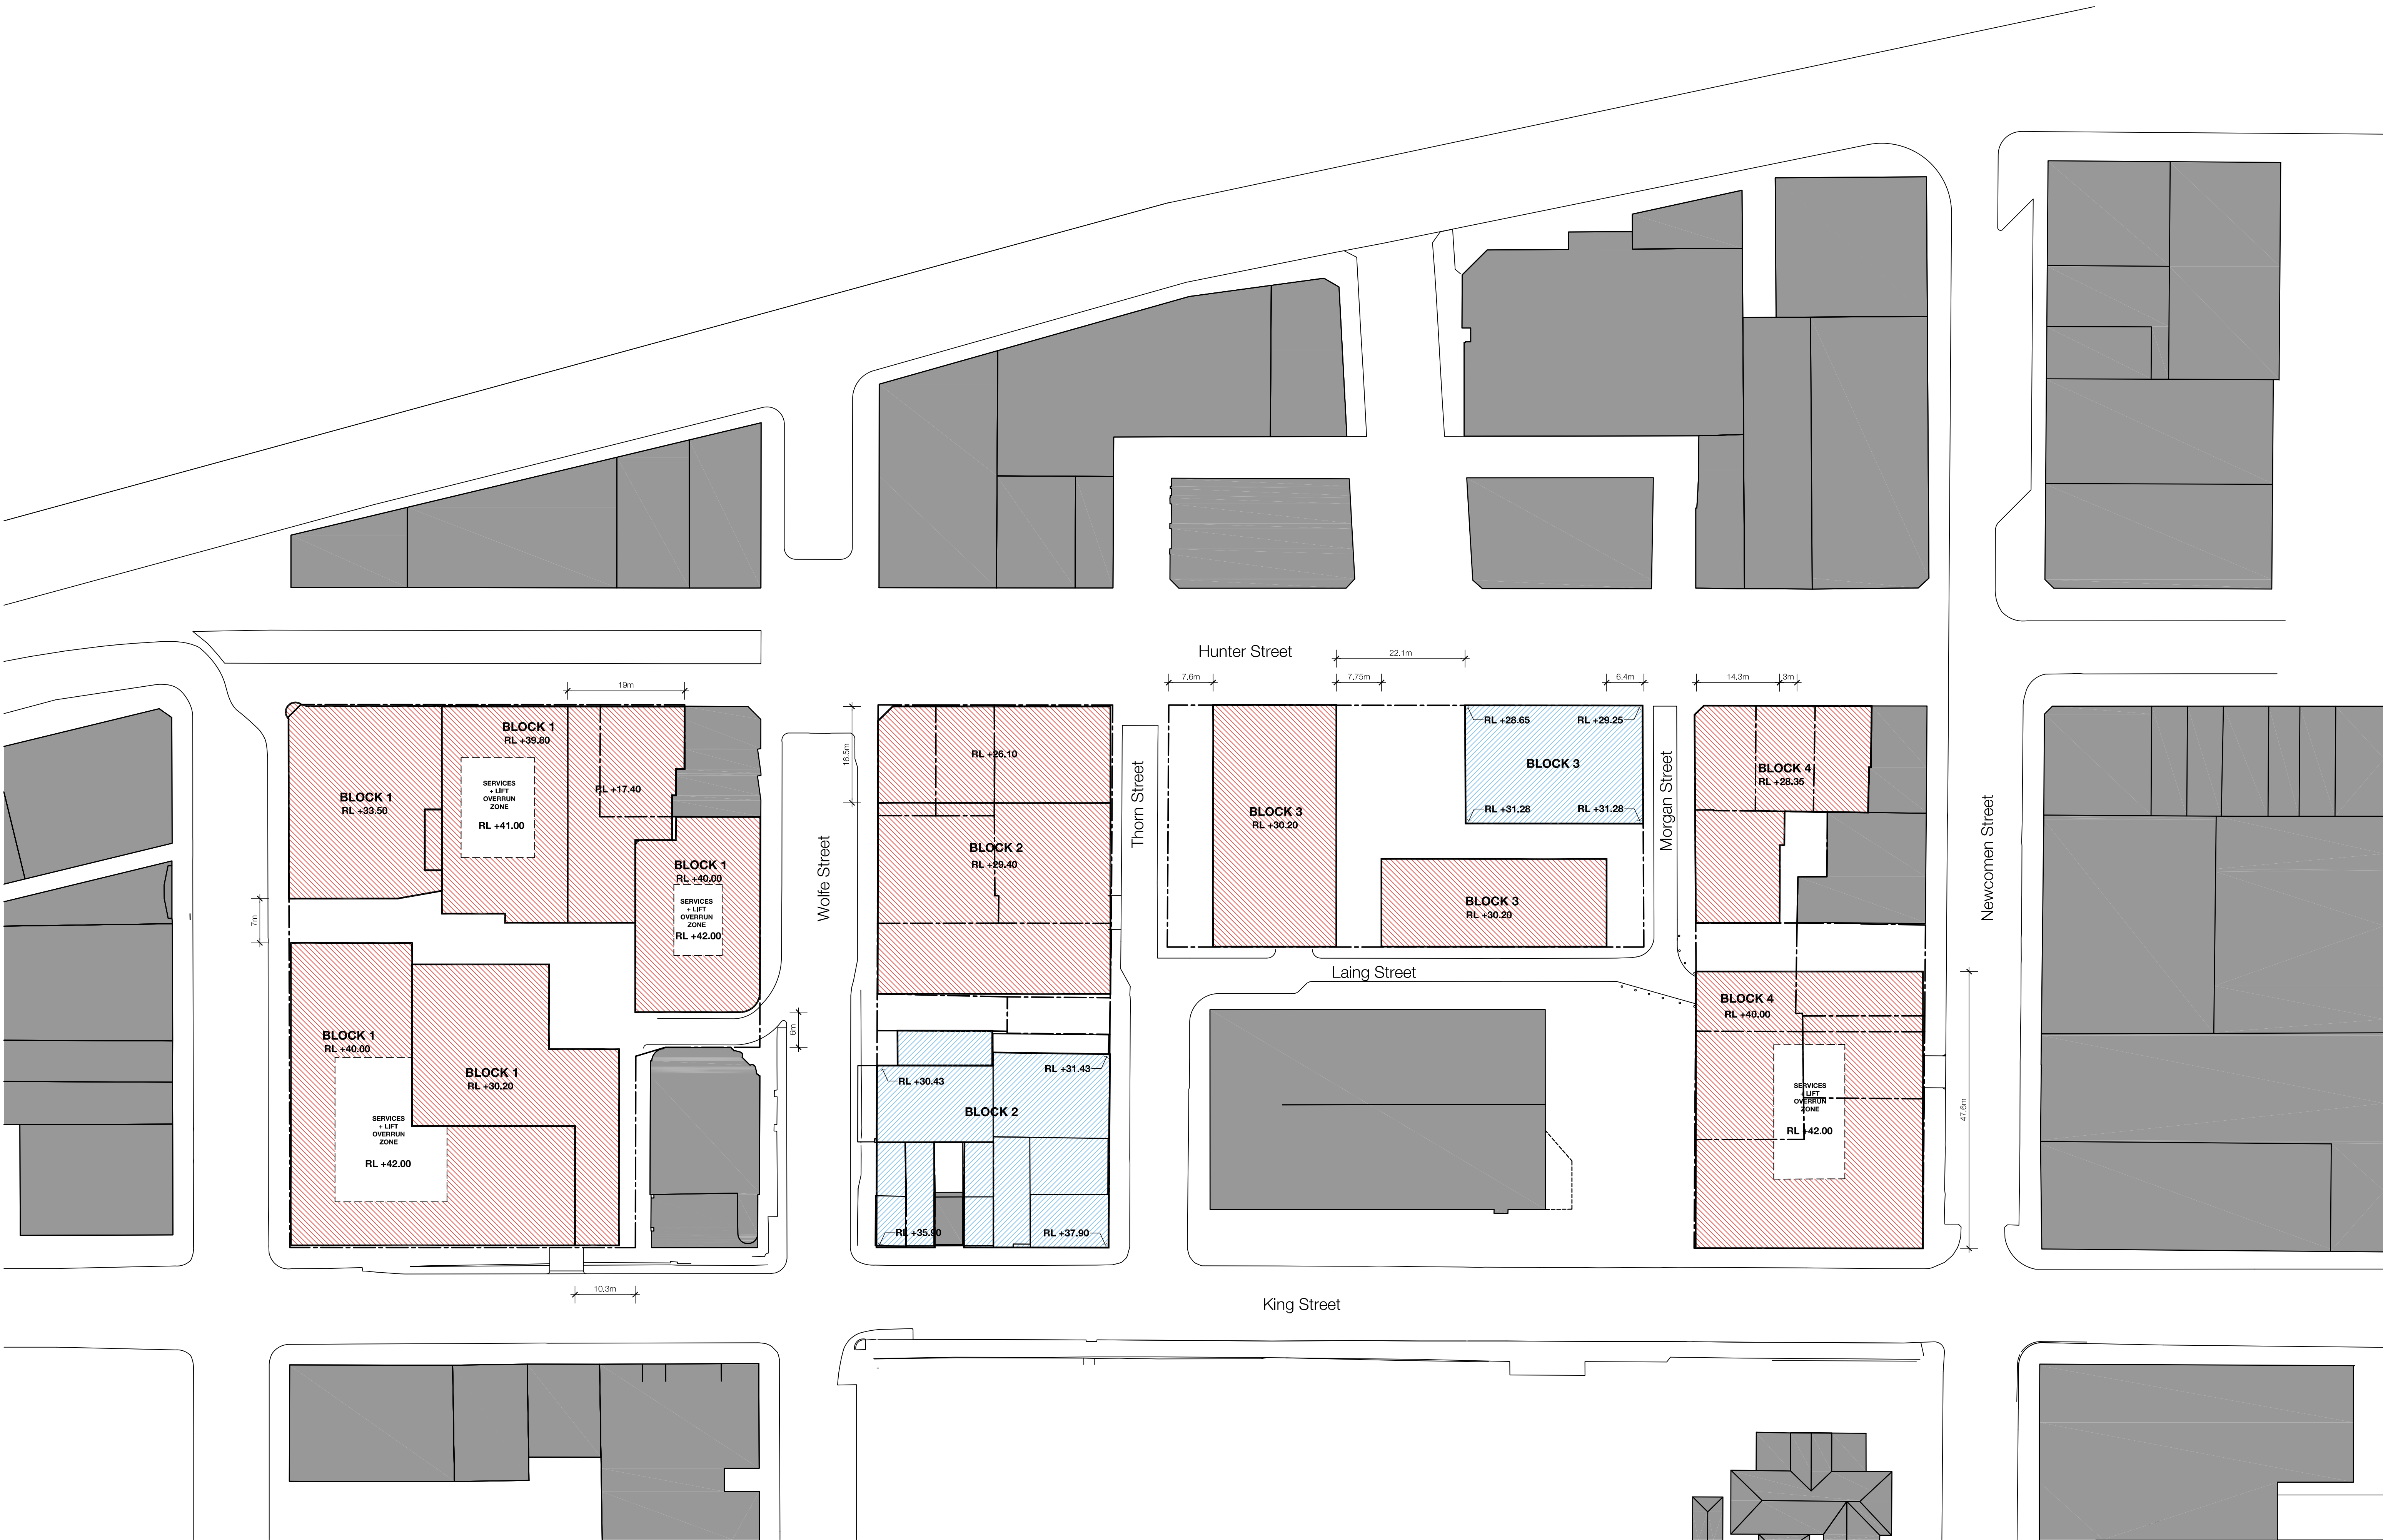 Hunter Street
22.1m
7.6m
7.75m
6.4m
14.3m
3m
19m
BLOCK 1
RL +39.80
SERVICES
+ LIFT
OVERRUN
ZONE
RL +41.00
BLOCK 1
RL +33.50
RL +17.40
BLOCK 1
RL +40.00
SERVICES
+ LIFT
OVERRUN
ZONE
RL +42.00
7m
6m
BLOCK 1
RL +40.00
BLOCK 1
RL +30.20
SERVICES
+ LIFT
OVERRUN
ZONE
RL +42.00
10.3m
Wolfe Street
16.5m
RL +26.10
BLOCK 2
RL +29.40
RL +30.43
RL +31.43
BLOCK 2
RL +35.90
RL +37.90
Thorn Street
BLOCK 3
RL +30.20
RL +28.65
RL +29.25
BLOCK 3
RL +31.28
RL +31.28
BLOCK 3
RL +30.20
Morgan Street
Laing Street
BLOCK 4
RL +28.35
BLOCK 4
RL +40.00
SERVICES
+ LIFT
OVERRUN
ZONE
RL +42.00
47.6m
Newcomen Street
King Street